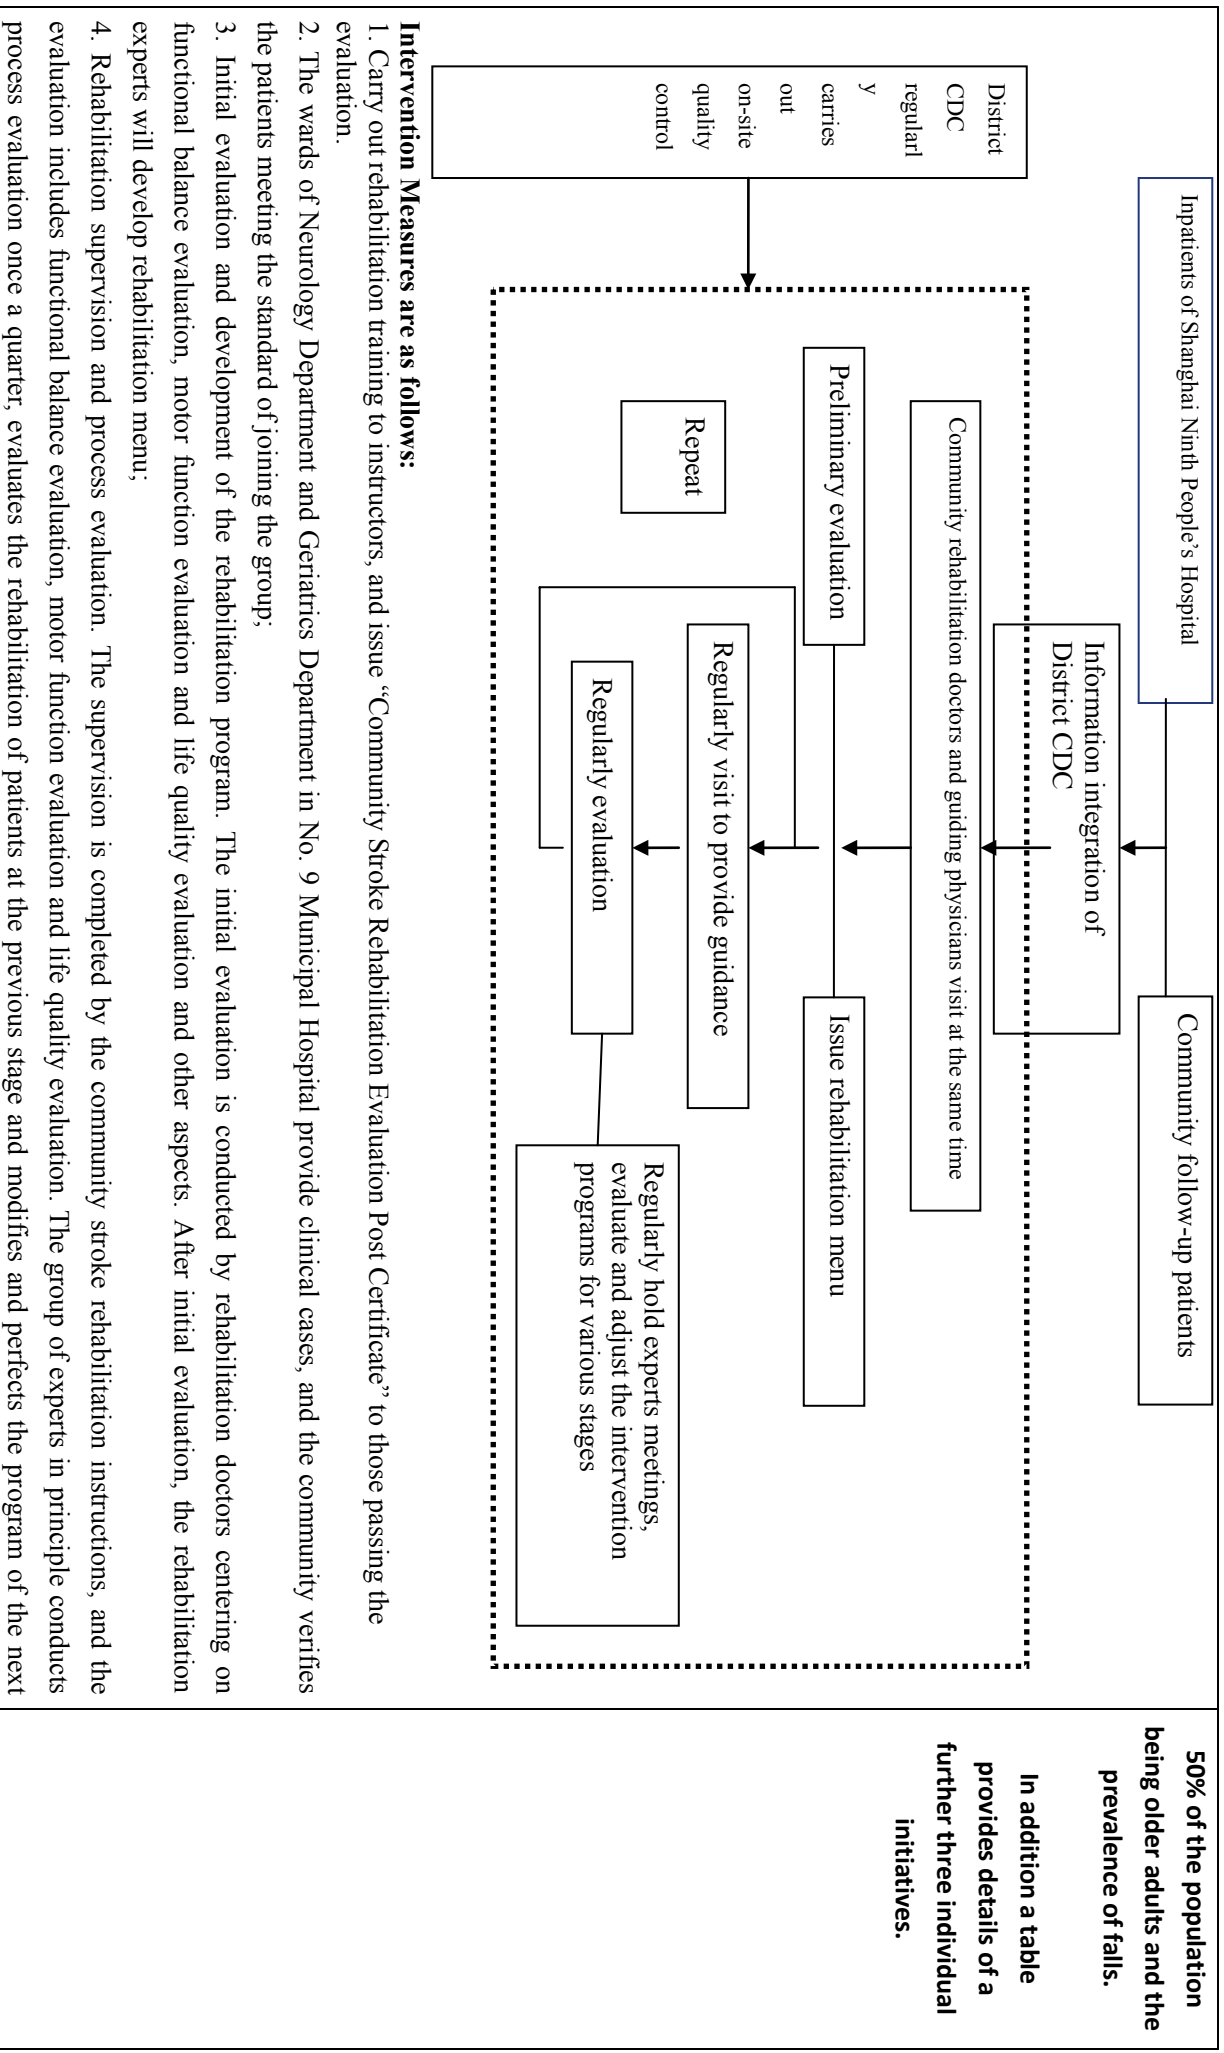 Inpatients of Shanghai Ninth People's Hospital
Community follow-up patients
Information integration of
District CDC
Community rehabilitation doctors and guiding physicians visit at the same time
Preliminary evaluation
Issue rehabilitation menu
Repeat
Regularly visit to provide guidance
Regularly evaluation
Regularly hold experts meetings,
evaluate and adjust the intervention
programs for various stages
District
CDC
regularl
y
carries
out
on-site
quality
control
Intervention Measures are as follows:
1. Carry out rehabilitation training to instructors, and issue “Community Stroke Rehabilitation Evaluation Post Certificate” to those passing the
evaluation.
2. The wards of Neurology Department and Geriatrics Department in No. 9 Municipal Hospital provide clinical cases, and the community verifies
the patients meeting the standard of joining the group;
3. Initial evaluation and development of the rehabilitation program. The initial evaluation is conducted by rehabilitation doctors centering on
functional balance evaluation, motor function evaluation and life quality evaluation and other aspects. After initial evaluation, the rehabilitation
experts will develop rehabilitation menu;
4. Rehabilitation supervision and process evaluation. The supervision is completed by the community stroke rehabilitation instructions, and the
evaluation includes functional balance evaluation, motor function evaluation and life quality evaluation. The group of experts in principle conducts
process evaluation once a quarter, evaluates the rehabilitation of patients at the previous stage and modifies and perfects the program of the next
50% of the population
being older adults and the
prevalence of falls.
In addition a table
provides details of a
further three individual
initiatives.